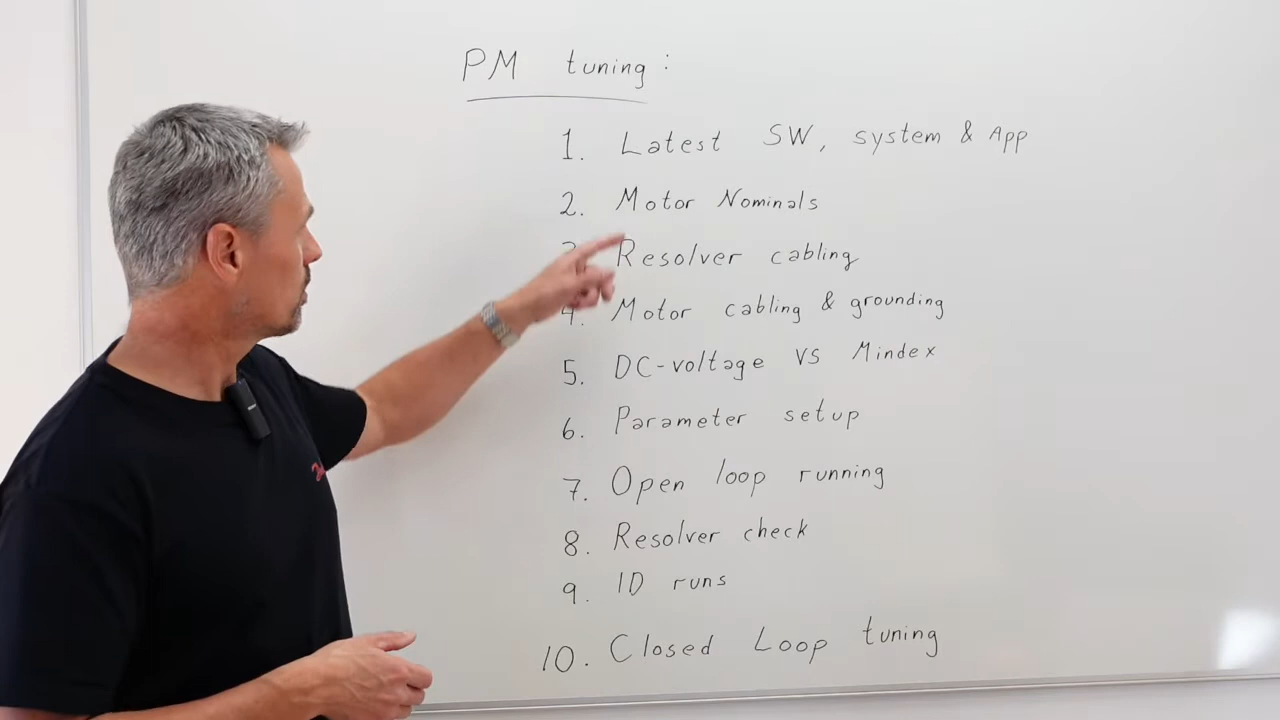 PM tuning:
1. Latest SW, system & App
2. Motor Nominals
3. Resolver cabling
4. Motor cabling & grounding
5. DC-voltage VS Mindex
6. Parameter setup
7. Open loop running
8. Resolver check
9. ID runs
10. Closed Loop tuning